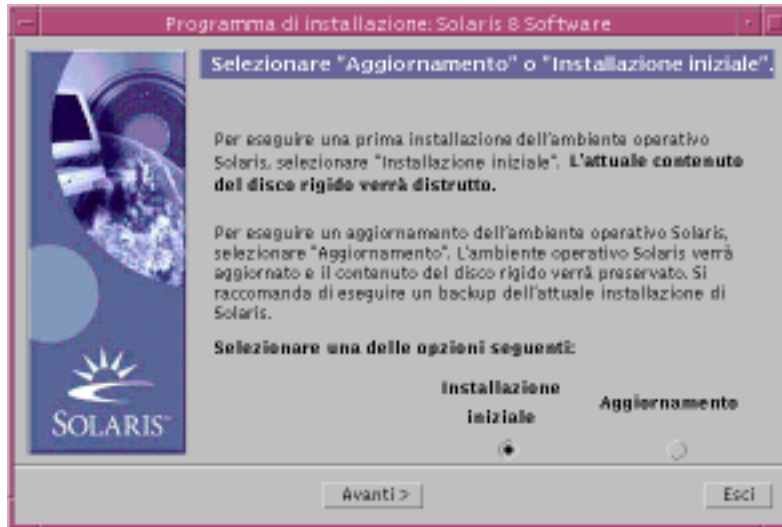 Programma di installazione: Solaris 8 Software
Selezionare "Aggiornamento" o "Installazione iniziale".
Per eseguire una prima installazione dell'ambiente operativo
Solaris, selezionare "Installazione iniziale". L'attuale contenuto
del disco rigido verrà distrutto.
Per eseguire un aggiornamento dell'ambiente operativo Solaris,
selezionare "Aggiornamento". L'ambiente operativo Solaris verrà
aggiornato e il contenuto del disco rigido verrà preservato. Si
raccomanda di eseguire un backup dell'attuale installazione di
Solaris.
Selezionare una delle opzioni seguenti:
Installazione
iniziale
Aggiornamento
SOLARIS™
Avanti >
Esci